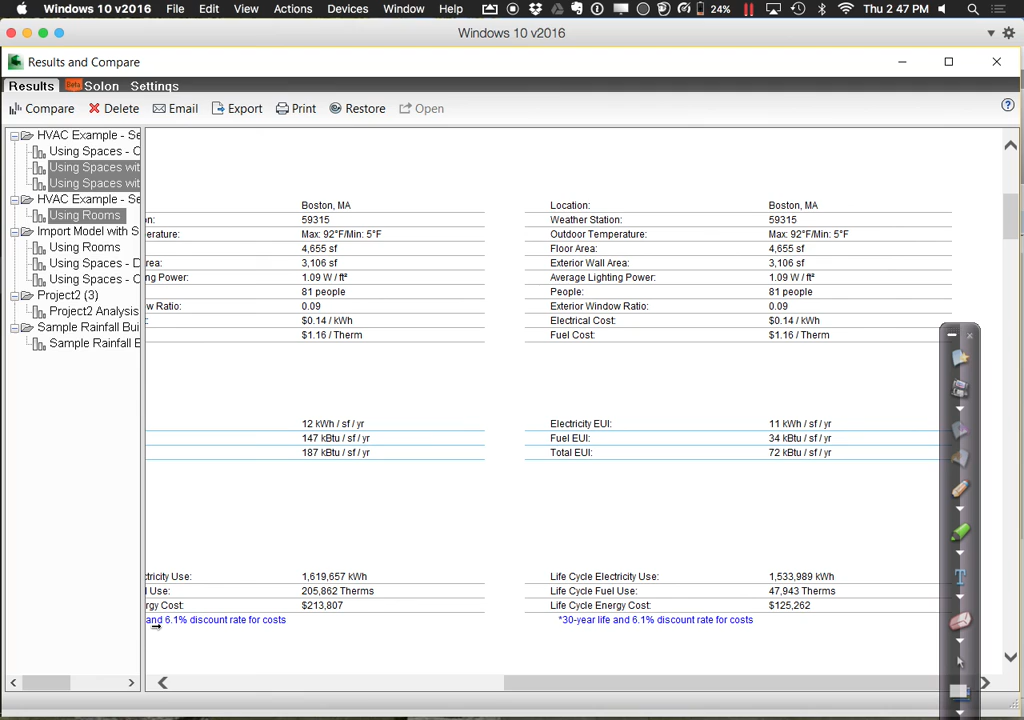 Windows 10 v2016 File Edit View Actions Devices Window Help 24% Thu 2 47 PM
Windows 10 v2016
Results and Compare
Results Beta Solon Settings
Compare Delete Email Export Print Restore Open
HVAC Example - Se
Using Spaces - C
Using Spaces wit
Using Spaces wit
HVAC Example - Se
Using Rooms
Import Model with S
Using Rooms
Using Spaces - D
Using Spaces - C
Project2 (3)
Project2 Analysis
Sample Rainfall Bui
Sample Rainfall E
Boston, MA
n: 59315
erature: Max: 92°F/Min: 5°F
4,655 sf
rea: 3,106 sf
ng Power: 1.09 W / ft²
81 people
w Ratio: 0.09
: $0.14 / kWh
$1.16 / Therm
12 kWh / sf / yr
147 kBtu / sf / yr
187 kBtu / sf / yr
ctricity Use: 1,619,657 kWh
l Use: 205,862 Therms
rgy Cost: $213,807
and 6.1% discount rate for costs
Location: Boston, MA
Weather Station: 59315
Outdoor Temperature: Max: 92°F/Min: 5°F
Floor Area: 4,655 sf
Exterior Wall Area: 3,106 sf
Average Lighting Power: 1.09 W / ft²
People: 81 people
Exterior Window Ratio: 0.09
Electrical Cost: $0.14 / kWh
Fuel Cost: $1.16 / Therm
Electricity EUI: 11 kWh / sf / yr
Fuel EUI: 34 kBtu / sf / yr
Total EUI: 72 kBtu / sf / yr
Life Cycle Electricity Use: 1,533,989 kWh
Life Cycle Fuel Use: 47,943 Therms
Life Cycle Energy Cost: $125,262
*30-year life and 6.1% discount rate for costs
T